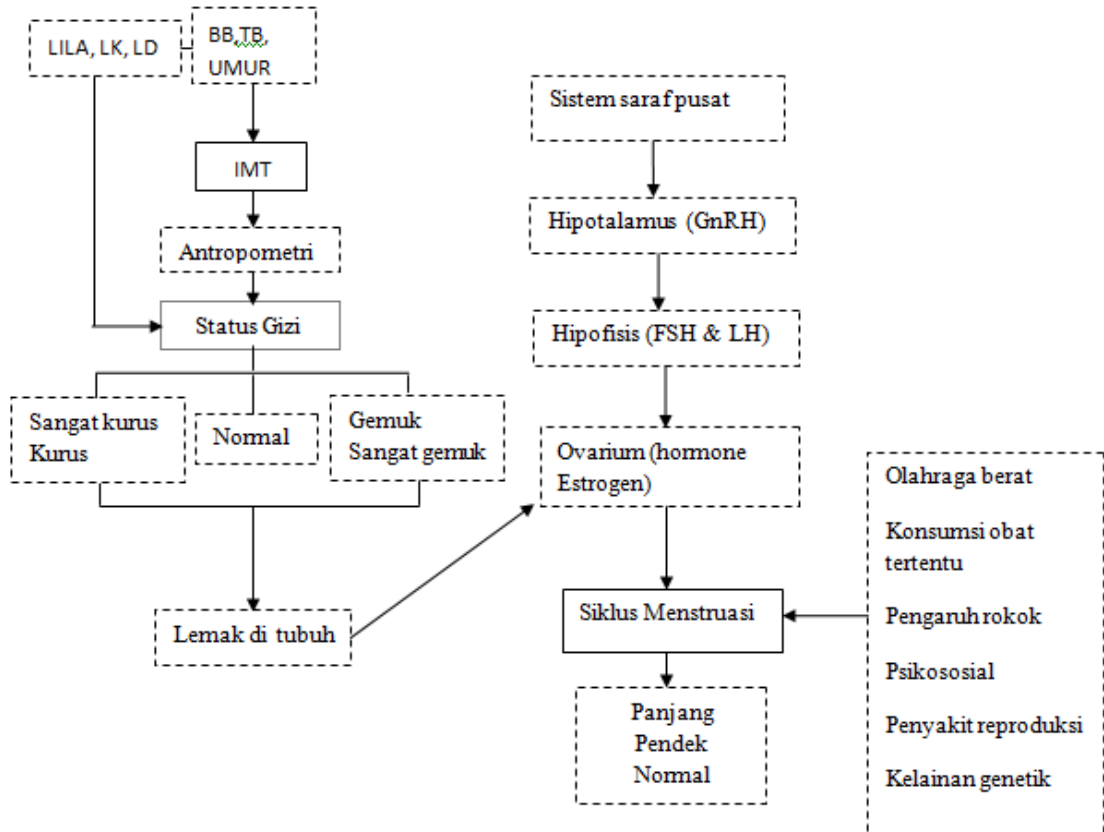 LILA, LK, LD
BB,TB,
UMUR
IMT
Antropometri
Status Gizi
Sangat kurus
Kurus
Normal
Gemuk
Sangat gemuk
Lemak di tubuh
Sistem saraf pusat
Hipotalamus (GnRH)
Hipofisis (FSH & LH)
Ovarium (hormone
Estrogen)
Siklus Menstruasi
Panjang
Pendek
Normal
Olahraga berat
Konsumsi obat
tertentu
Pengaruh rokok
Psikososial
Penyakit reproduksi
Kelainan genetik